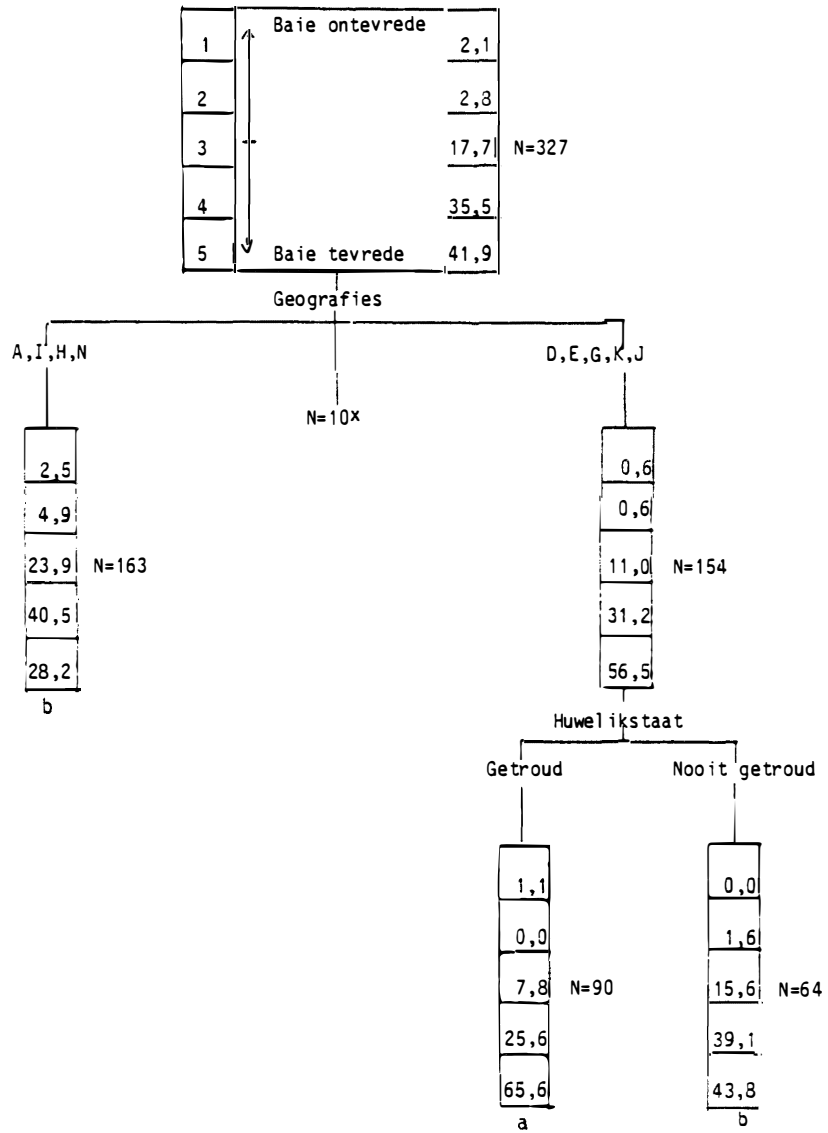 Baie ontevrede
1 2,1
2 2,8
3 17,7 N=327
4 35,5
5 Baie tevrede 41,9
Geografies
A,I,H,N D,E,G,K,J
N=10x
2,5 0,6
4,9 0,6
23,9 N=163 11,0 N=154
40,5 31,2
28,2 56,5
b
Huwelikstaat
Getroud Nooit getroud
1,1 0,0
0,0 1,6
7,8 N=90 15,6 N=64
25,6 39,1
65,6 43,8
a b